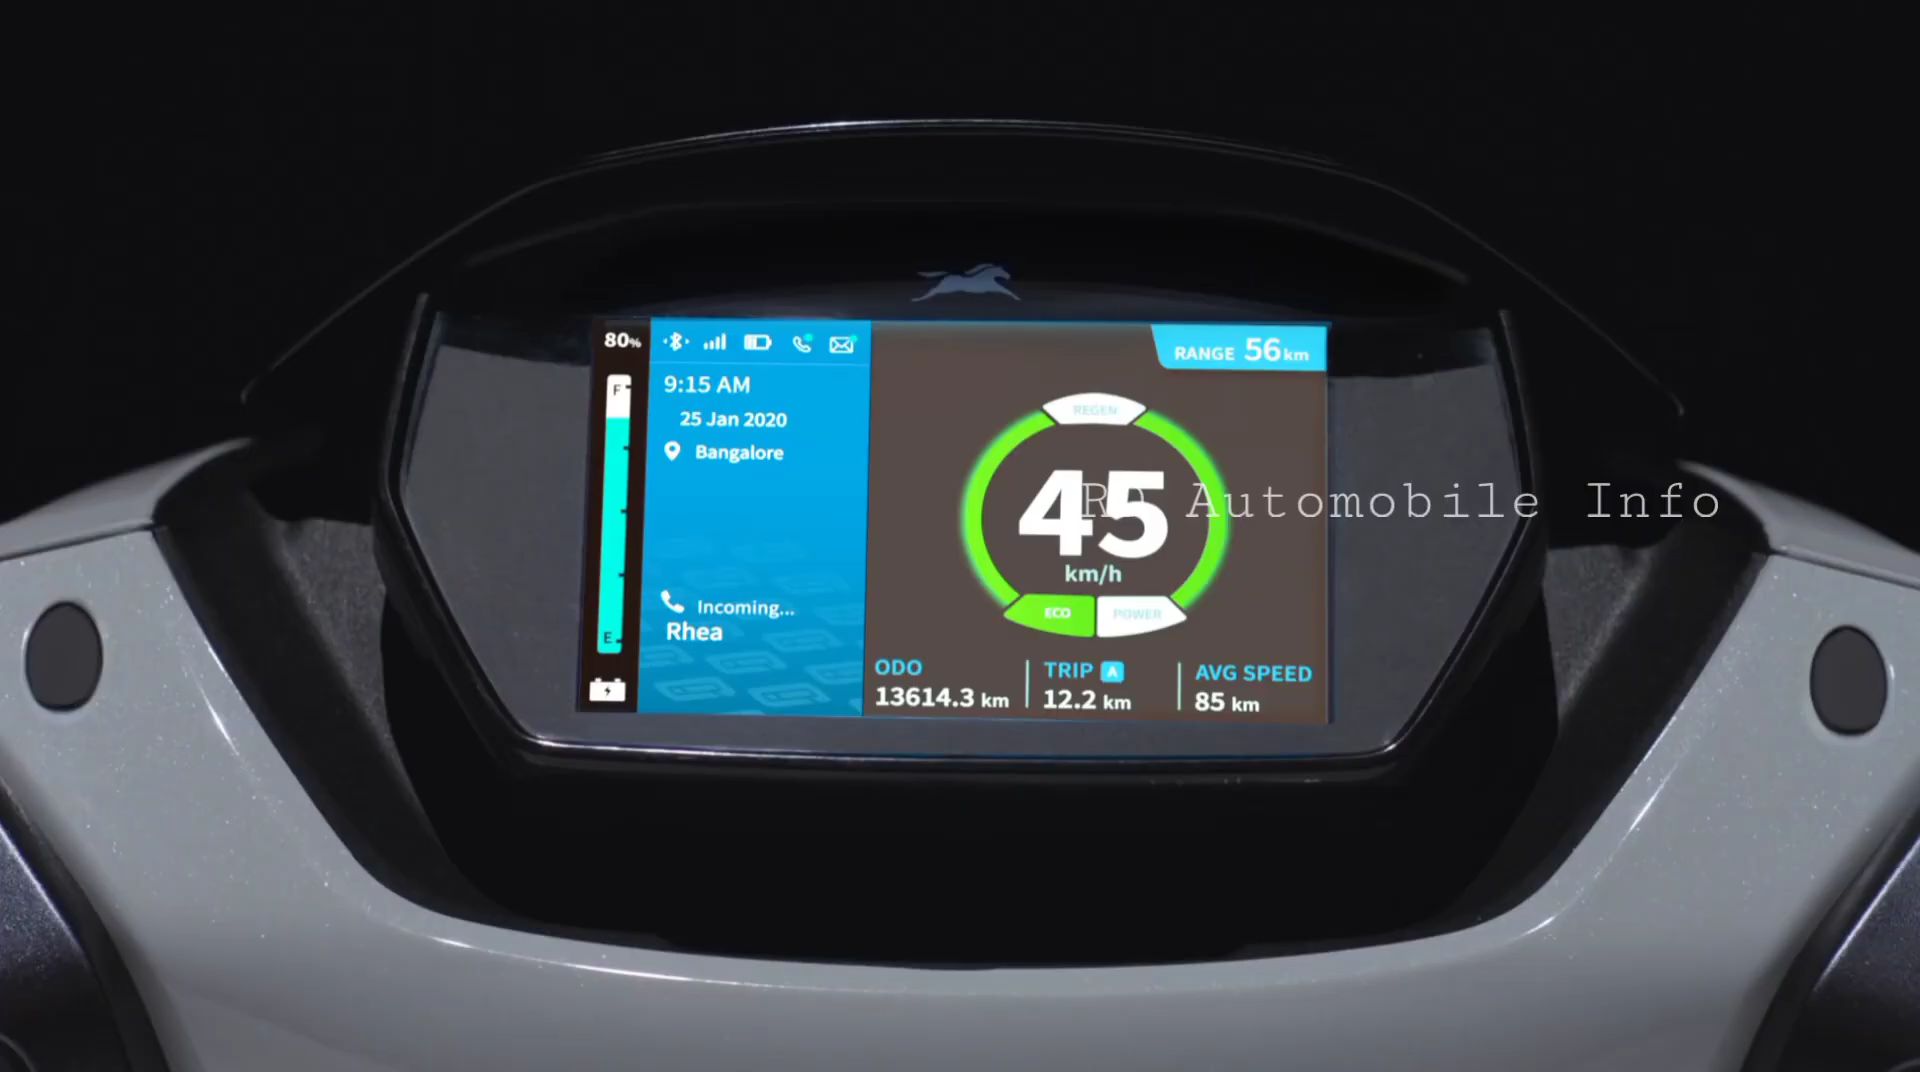 80%
F
E
9:15 AM
25 Jan 2020
Bangalore
Incoming...
Rhea
RANGE 56 km
REGEN
45
km/h
ECO
POWER
ODO
13614.3 km
TRIP A
12.2 km
AVG SPEED
85 km
Automobile Info